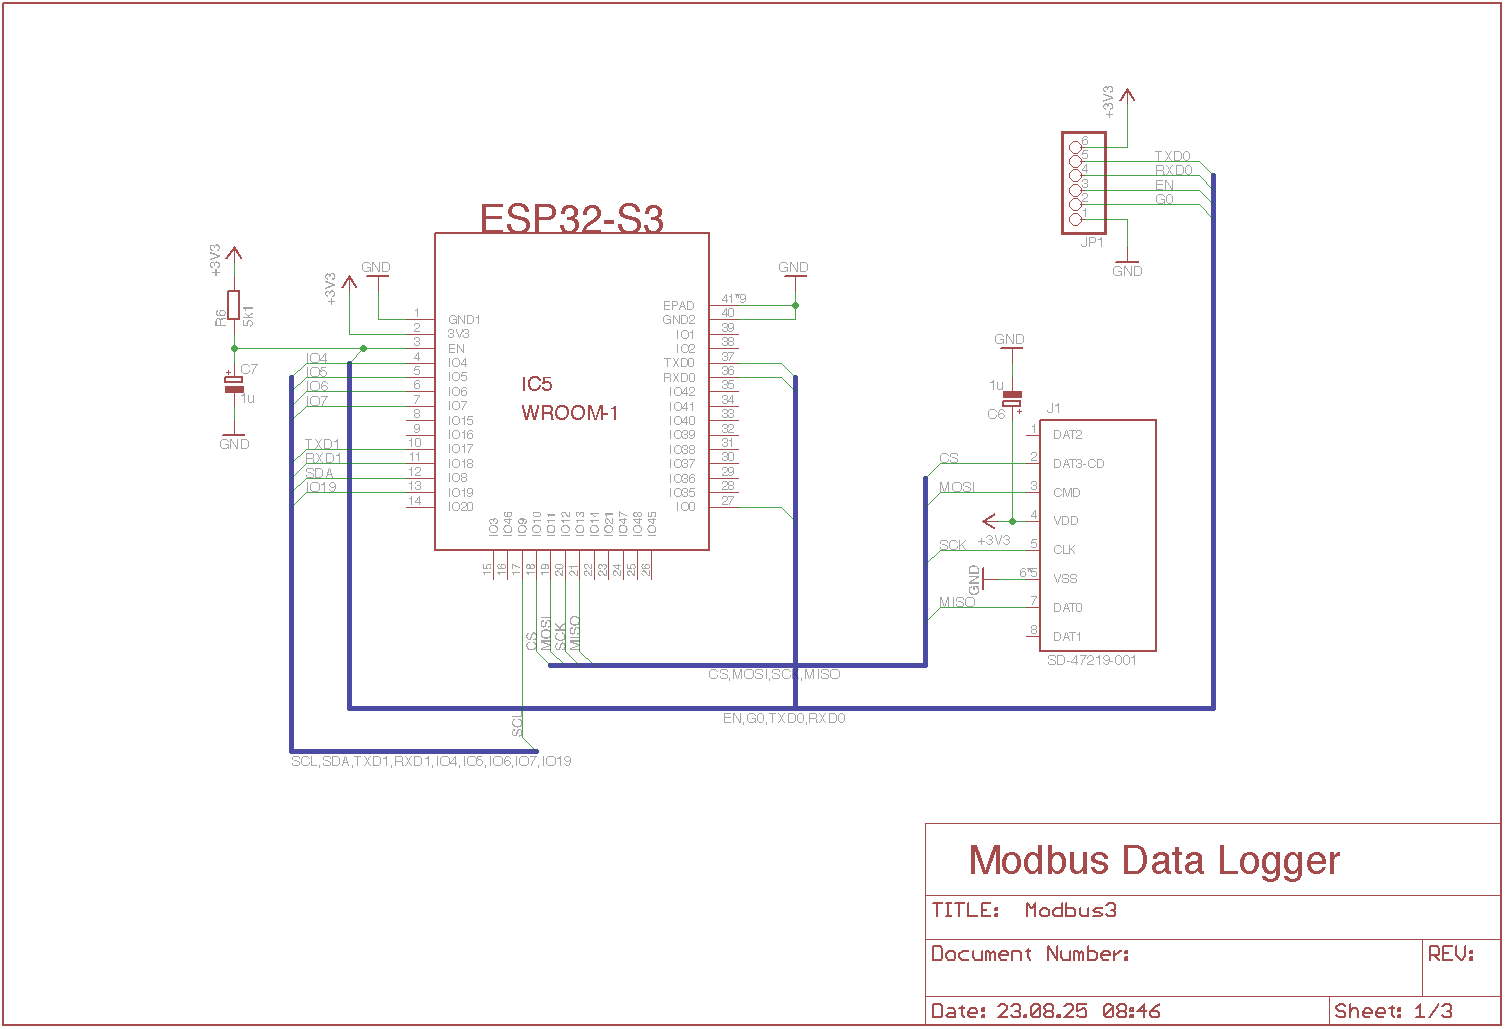 +3V3
6
5
4
3
2
1
TXD0
RXD0
EN
G0
JP1
GND
ESP32-S3
+3V3
R6
5k1
C7
+
1u
GND
+3V3
GND
GND
IC5
WROOM-1
1 GND1
2 3V3
3 EN
IO4 4 IO4
IO5 5 IO5
IO6 6 IO6
IO7 7 IO7
8 IO15
9 IO16
TXD1 10 IO17
RXD1 11 IO18
SDA 12 IO8
IO19 13 IO19
14 IO20
EPAD 41*9
GND2 40
IO1 39
IO2 38
TXD0 37
RXD0 36
IO42 35
IO41 34
IO40 33
IO39 32
IO38 31
IO37 30
IO36 29
IO35 28
IO0 27
IO3 15
IO46 16
IO9 17
IO10 18
IO11 19
IO12 20
IO13 21
IO14 22
IO21 23
IO47 24
IO48 25
IO45 26
CS
MOSI
SCK
MISO
SCL
GND
1u
C6
+
J1
1 DAT2
CS 2 DAT3-CD
MOSI 3 CMD
+3V3 4 VDD
SCK 5 CLK
GND 6*5 VSS
MISO 7 DAT0
8 DAT1
SD-47219-001
CS,MOSI,SCK,MISO
EN,G0,TXD0,RXD0
SCL,SDA,TXD1,RXD1,IO4,IO5,IO6,IO7,IO19
Modbus Data Logger
TITLE: Modbus3
Document Number:
REV:
Date: 23.08.25 08:46
Sheet: 1/3